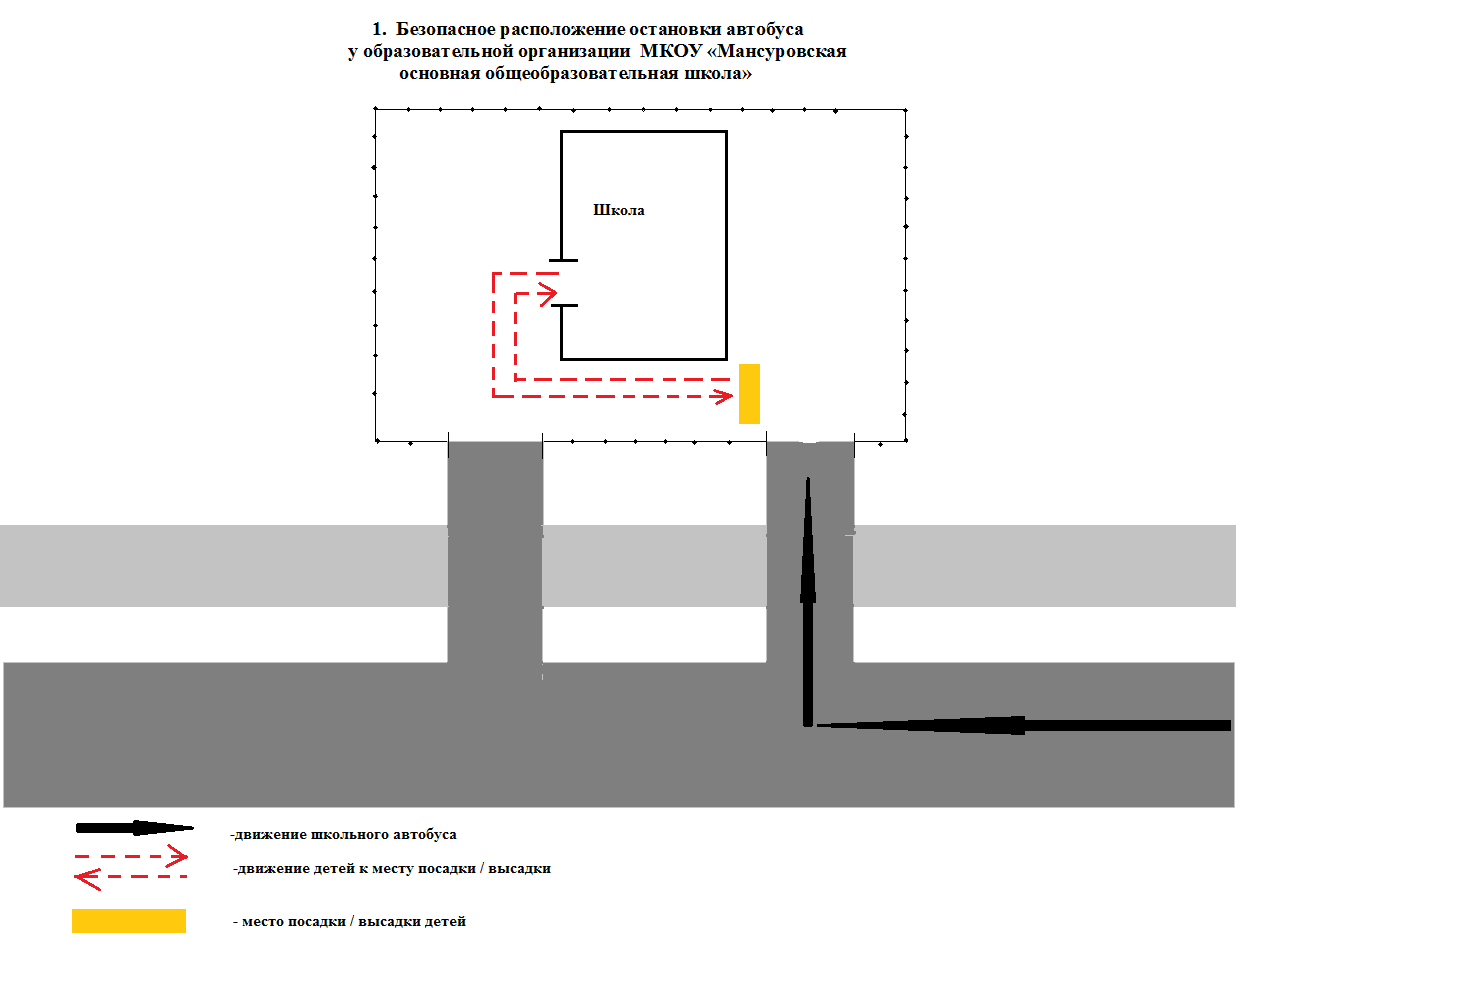 1. Безопасное расположение остановки автобуса
у образовательной организации МКОУ «Мансуровская
основная общеобразовательная школа»
Школа
-движение школьного автобуса
-движение детей к месту посадки / высадки
- место посадки / высадки детей